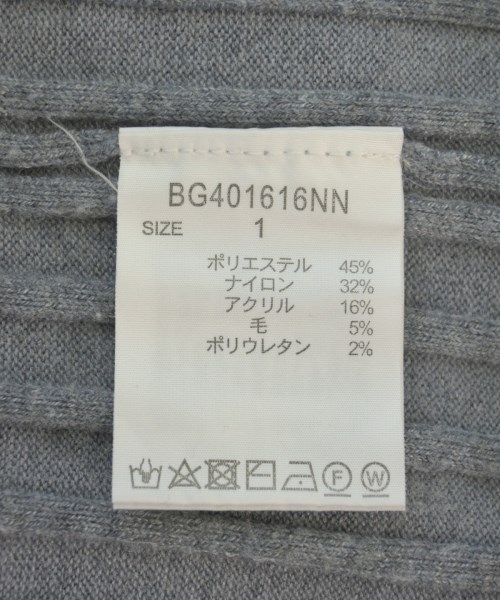 BG401616NN
SIZE 1
ポリエステル 45%
ナイロン 32%
アクリル 16%
毛 5%
ポリウレタン 2%
F W